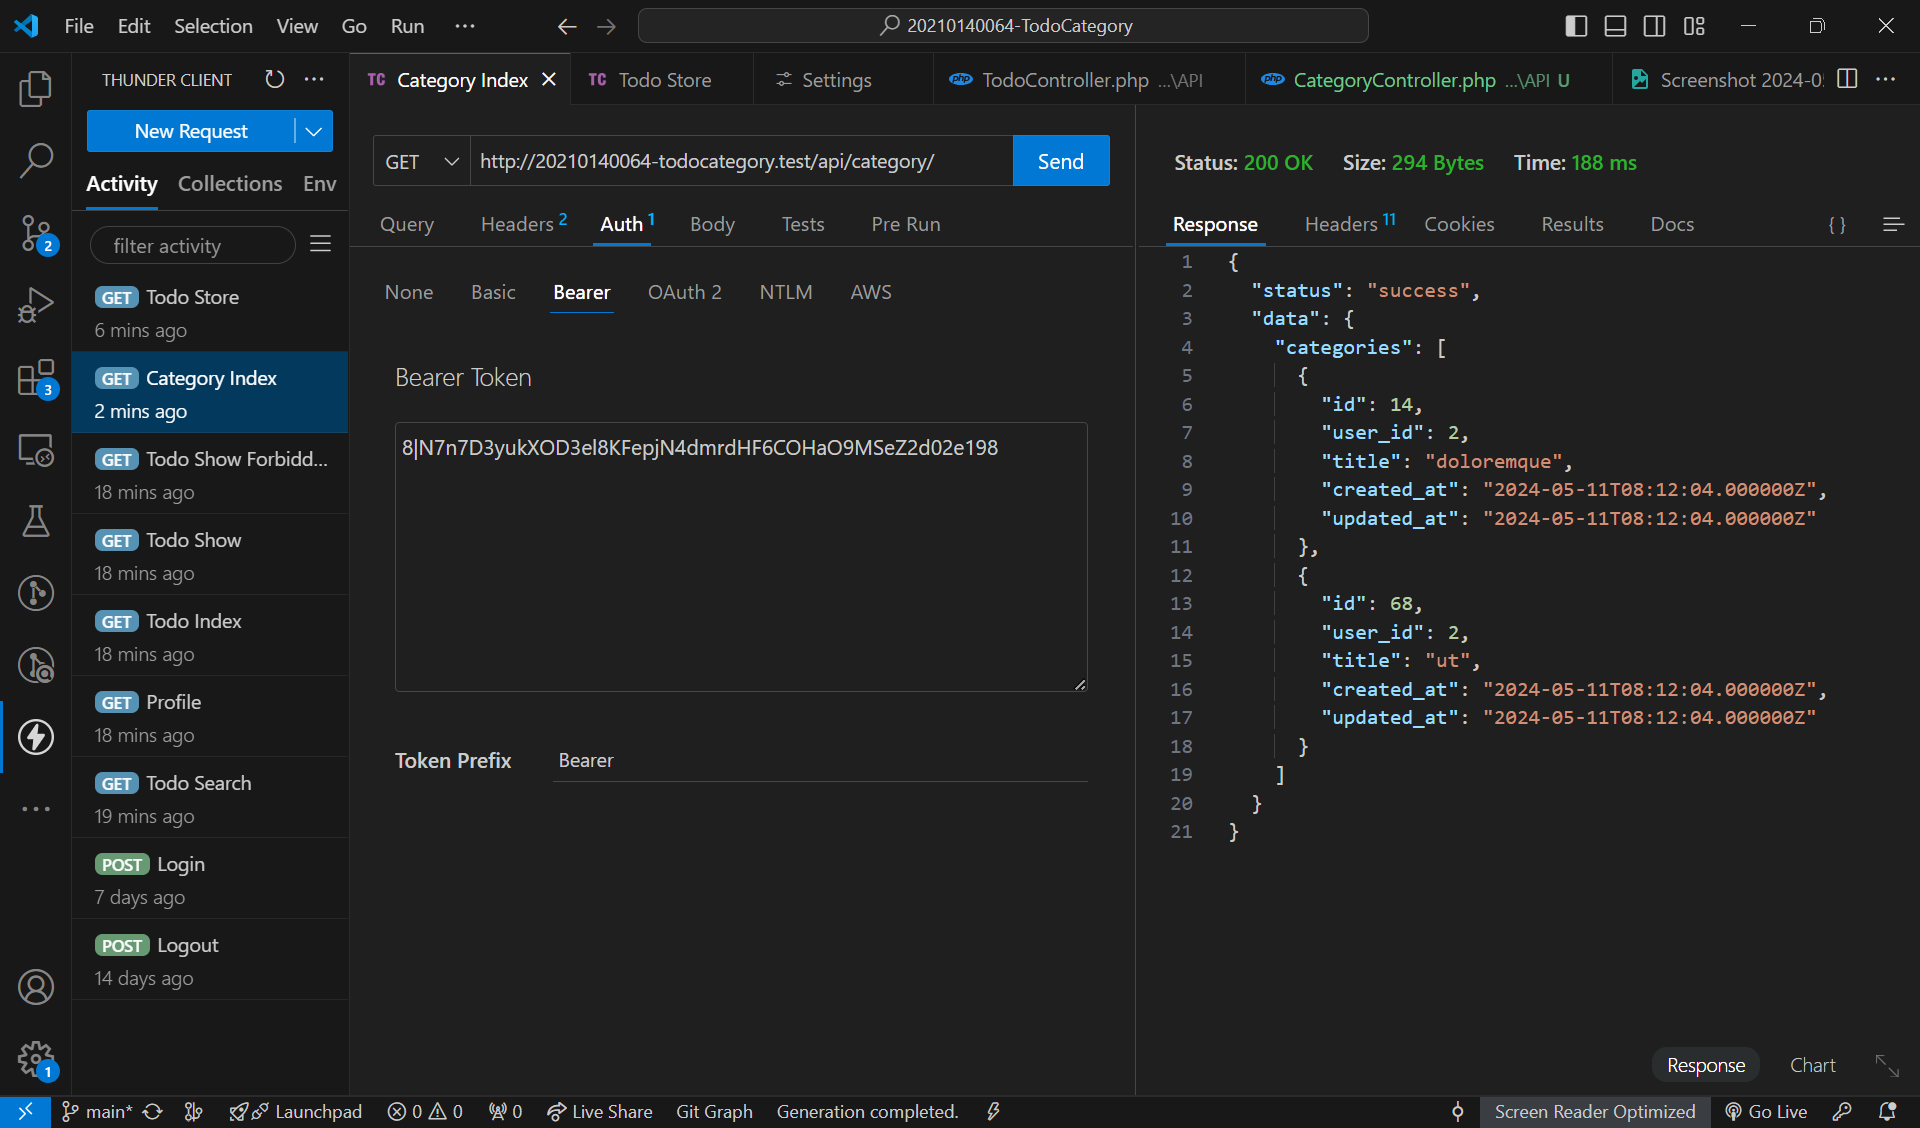 File Edit Selection View Go Run ···
20210140064-TodoCategory
THUNDER CLIENT
New Request
Activity Collections Env
filter activity
GET Todo Store
6 mins ago
GET Category Index
2 mins ago
GET Todo Show Forbidd...
18 mins ago
GET Todo Show
18 mins ago
GET Todo Index
18 mins ago
GET Profile
18 mins ago
GET Todo Search
19 mins ago
POST Login
7 days ago
POST Logout
14 days ago
2
3
1
TC Category Index
TC Todo Store
Settings
php TodoController.php ...\API
php CategoryController.php ...\API U
Screenshot 2024-0
GET http://20210140064-todocategory.test/api/category/ Send
Query Headers 2 Auth 1 Body Tests Pre Run
None Basic Bearer OAuth 2 NTLM AWS
Bearer Token
8|N7n7D3yukXOD3el8KFepjN4dmrdHF6COHaO9MSeZ2d02e198
Token Prefix Bearer
Status: 200 OK Size: 294 Bytes Time: 188 ms
Response Headers 11 Cookies Results Docs { }
1 {
2 "status": "success",
3 "data": {
4 "categories": [
5 {
6 "id": 14,
7 "user_id": 2,
8 "title": "doloremque",
9 "created_at": "2024-05-11T08:12:04.000000Z",
10 "updated_at": "2024-05-11T08:12:04.000000Z"
11 },
12 {
13 "id": 68,
14 "user_id": 2,
15 "title": "ut",
16 "created_at": "2024-05-11T08:12:04.000000Z",
17 "updated_at": "2024-05-11T08:12:04.000000Z"
18 }
19 ]
20 }
21 }
Response Chart
main* Launchpad 0 0 0 Live Share Git Graph Generation completed. Screen Reader Optimized Go Live